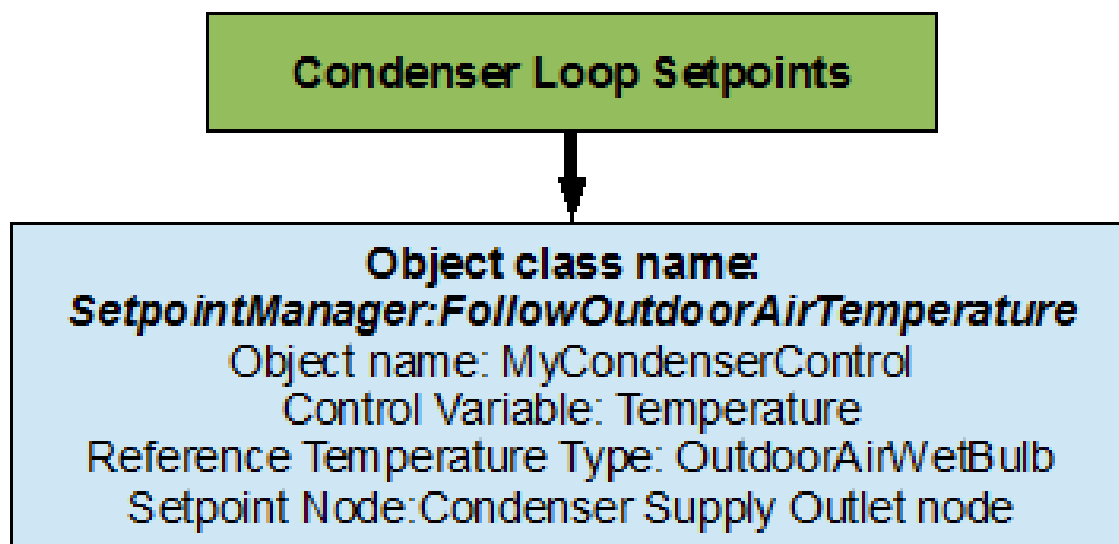 Condenser Loop Setpoints
Object class name:
SetpointManager:FollowOutdoorAirTemperature
Object name: MyCondenserControl
Control Variable: Temperature
Reference Temperature Type: OutdoorAirWetBulb
Setpoint Node:Condenser Supply Outlet node